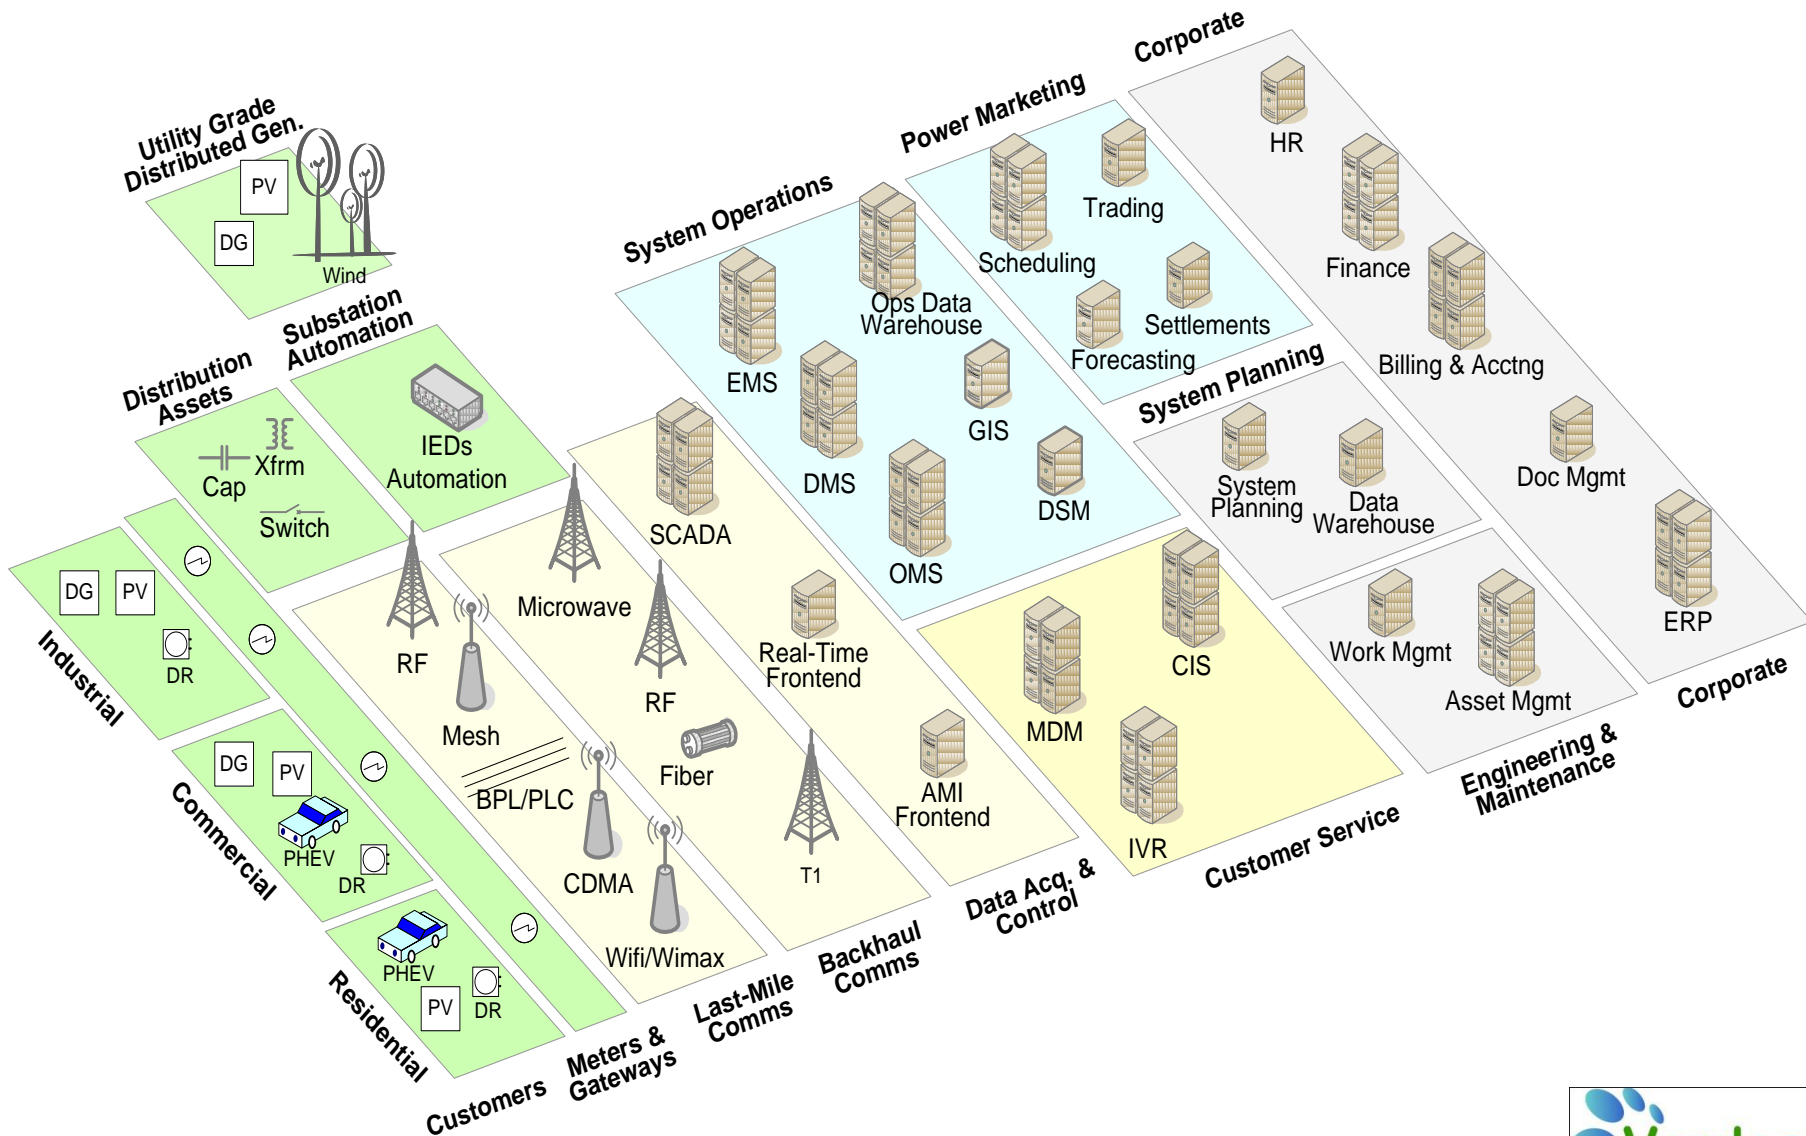 Corporate
Power Marketing
System Operations
Utility Grade
Distributed Gen.
PV
DG
Wind
HR
Finance
Billing & Acctng
Doc Mgmt
ERP
Corporate
Scheduling
Trading
Settlements
Forecasting
EMS
Ops Data
Warehouse
DMS
GIS
OMS
DSM
System Planning
System
Planning
Data
Warehouse
Work Mgmt
Asset Mgmt
Engineering &
Maintenance
CIS
MDM
IVR
Customer Service
Substation
Automation
IEDs
Automation
Distribution
Assets
Xfrm
Cap
Switch
SCADA
Real-Time
Frontend
AMI
Frontend
Data Acq. &
Control
Microwave
RF
Fiber
T1
Backhaul
Comms
RF
Mesh
BPL/PLC
CDMA
Wifi/Wimax
Last-Mile
Comms
Meters &
Gateways
DG
PV
DR
Industrial
DG
PV
PHEV
DR
Commercial
PHEV
PV
DR
Residential
Customers